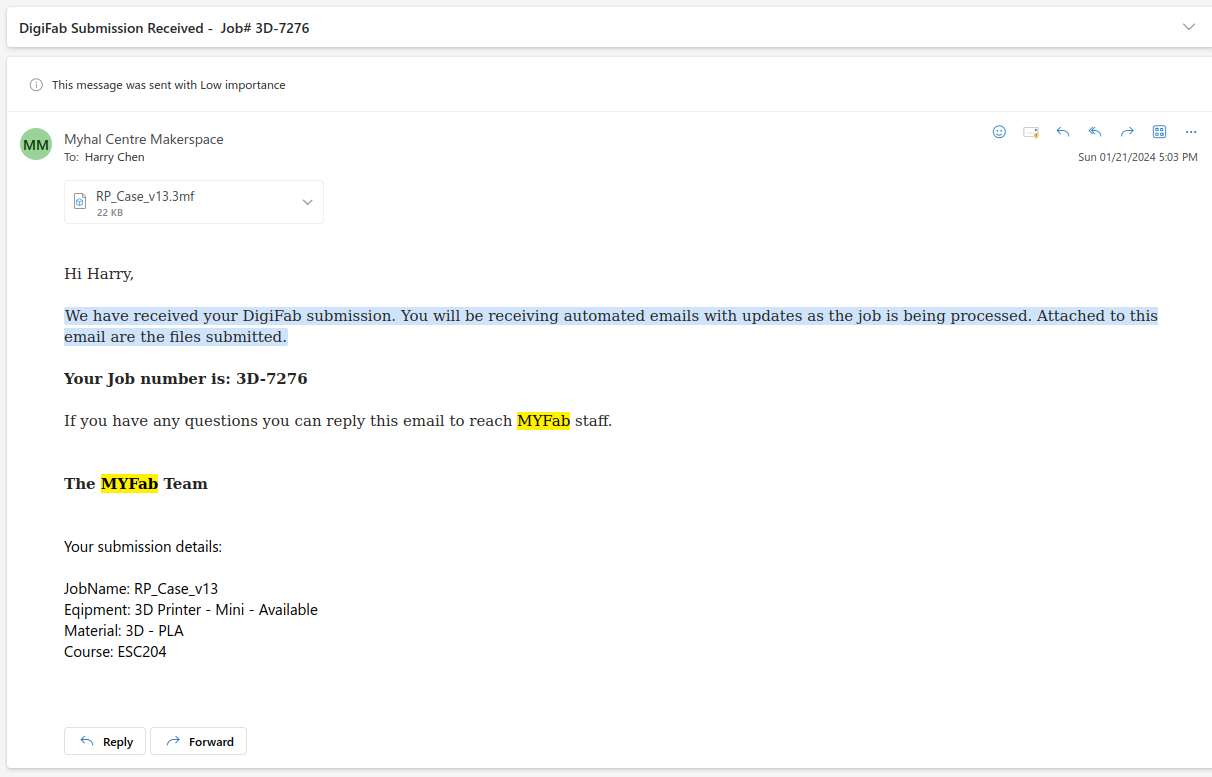 DigiFab Submission Received - Job# 3D-7276
This message was sent with Low importance
MM
Myhal Centre Makerspace
To: Harry Chen
Sun 01/21/2024 5:03 PM
RP_Case_v13.3mf
22 KB
Hi Harry,
We have received your DigiFab submission. You will be receiving automated emails with updates as the job is being processed. Attached to this
email are the files submitted.
Your Job number is: 3D-7276
If you have any questions you can reply this email to reach MYFab staff.
The MYFab Team
Your submission details:
JobName: RP_Case_v13
Eqipment: 3D Printer - Mini - Available
Material: 3D - PLA
Course: ESC204
Reply Forward